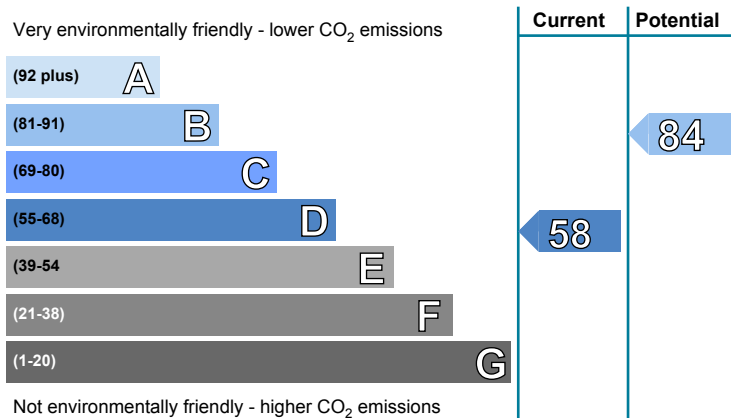 Very environmentally friendly - lower CO₂ emissions
Current
Potential
(92 plus) A
(81-91) B
84
(69-80) C
(55-68) D
58
(39-54 E
(21-38) F
(1-20) G
Not environmentally friendly - higher CO₂ emissions